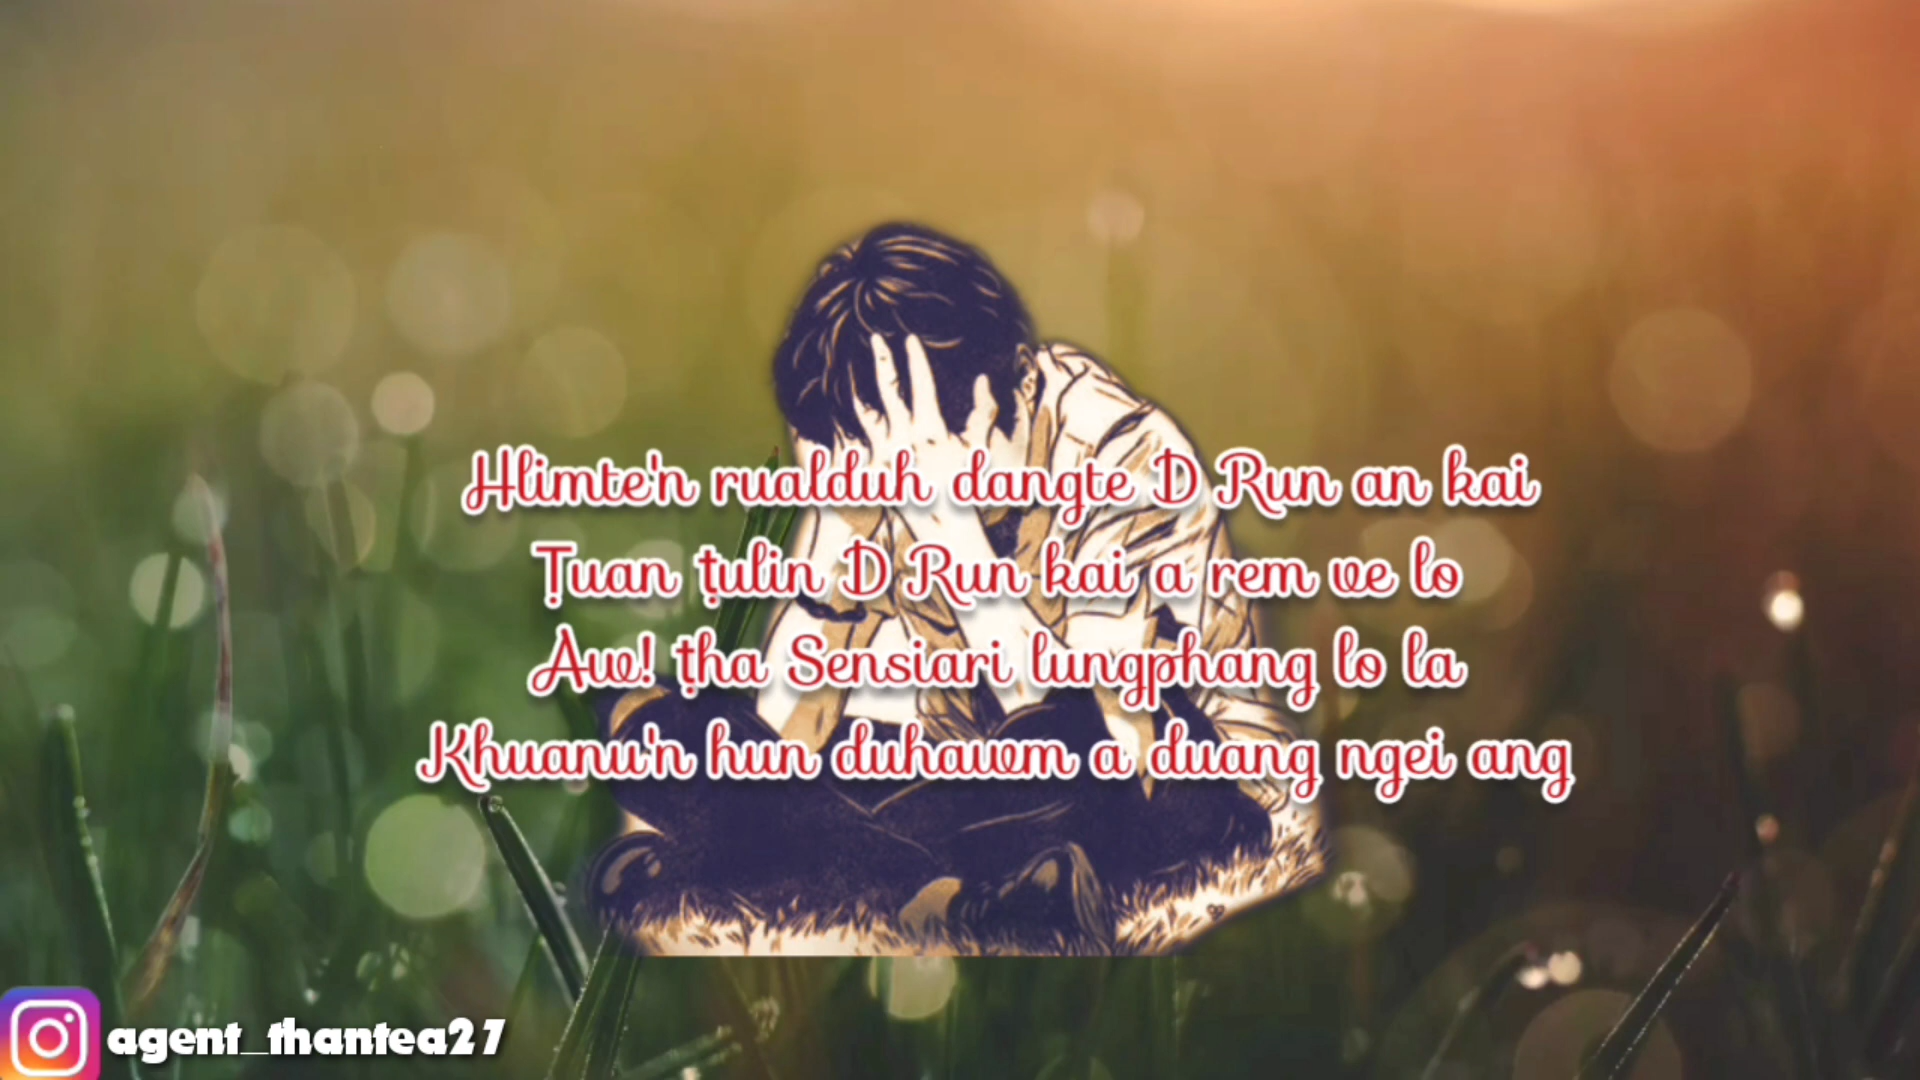 Hlimte'n rualduh dangte D Run an kai
Ṭuan ṭulin D Run kai a rem ve lo
Aw! ṭha Sensiari lungphang lo la
Khuanu'n hun duhawm a duang ngei ang
agent_thantea27